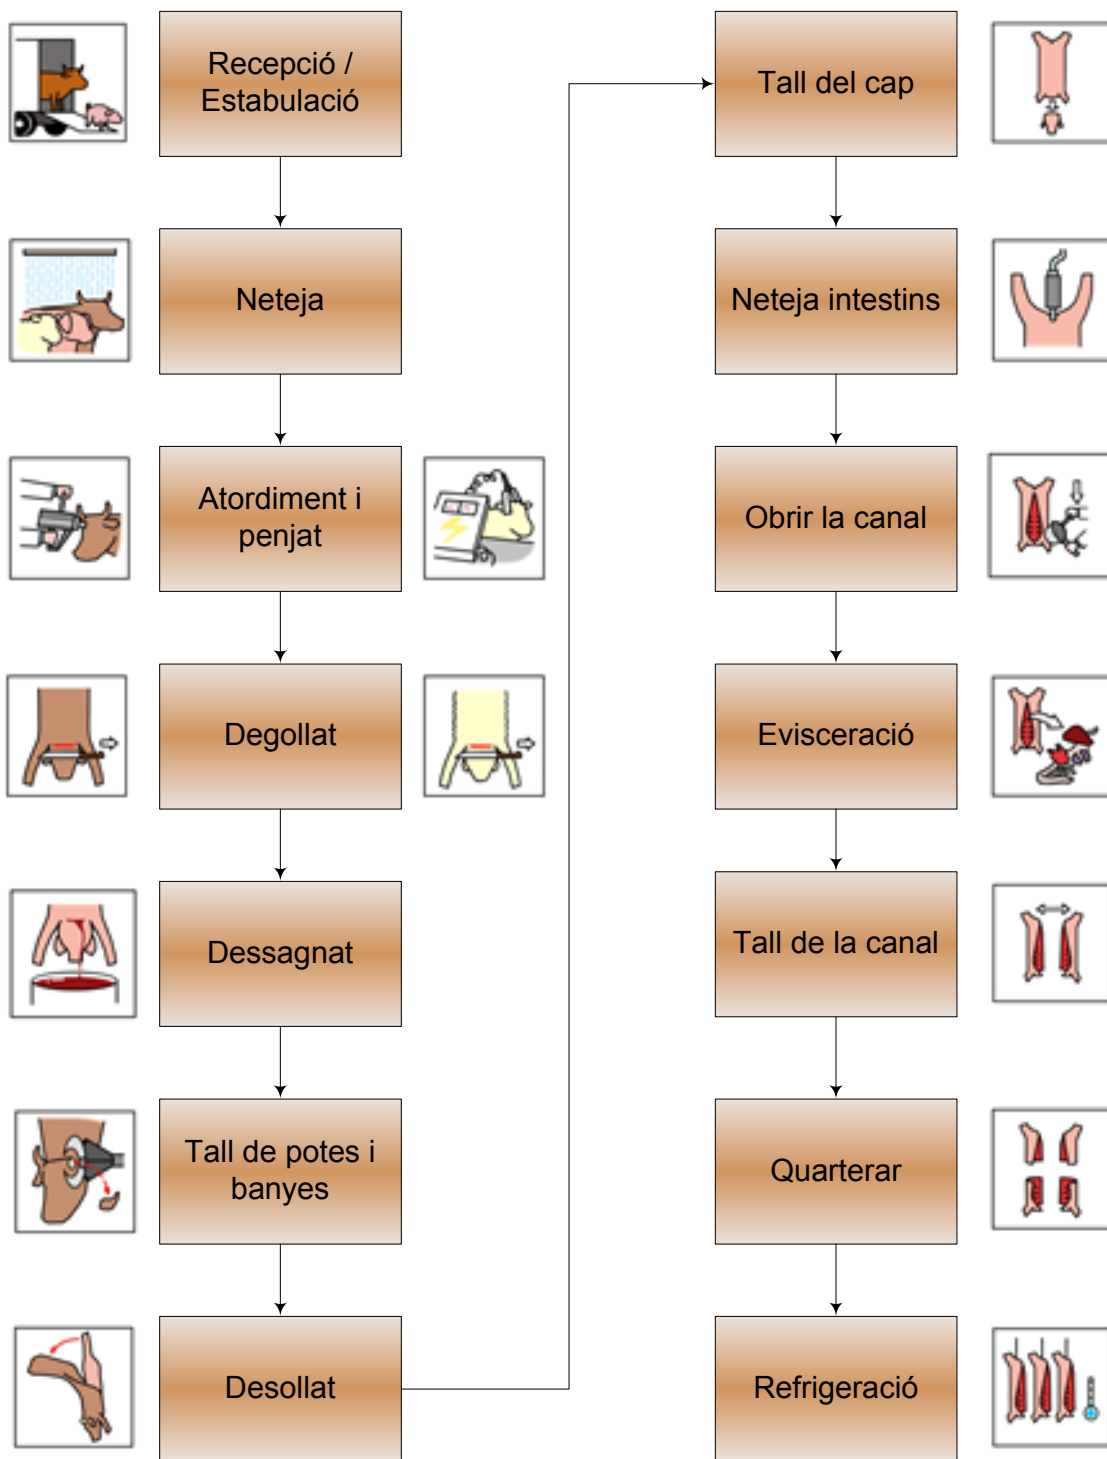 Recepció /
Estabulació
Neteja
Atordiment i
penjat
Degollat
Dessagnat
Tall de potes i
banyes
Desollat
Tall del cap
Neteja intestins
Obrir la canal
Evisceració
Tall de la canal
Quarterar
Refrigeració